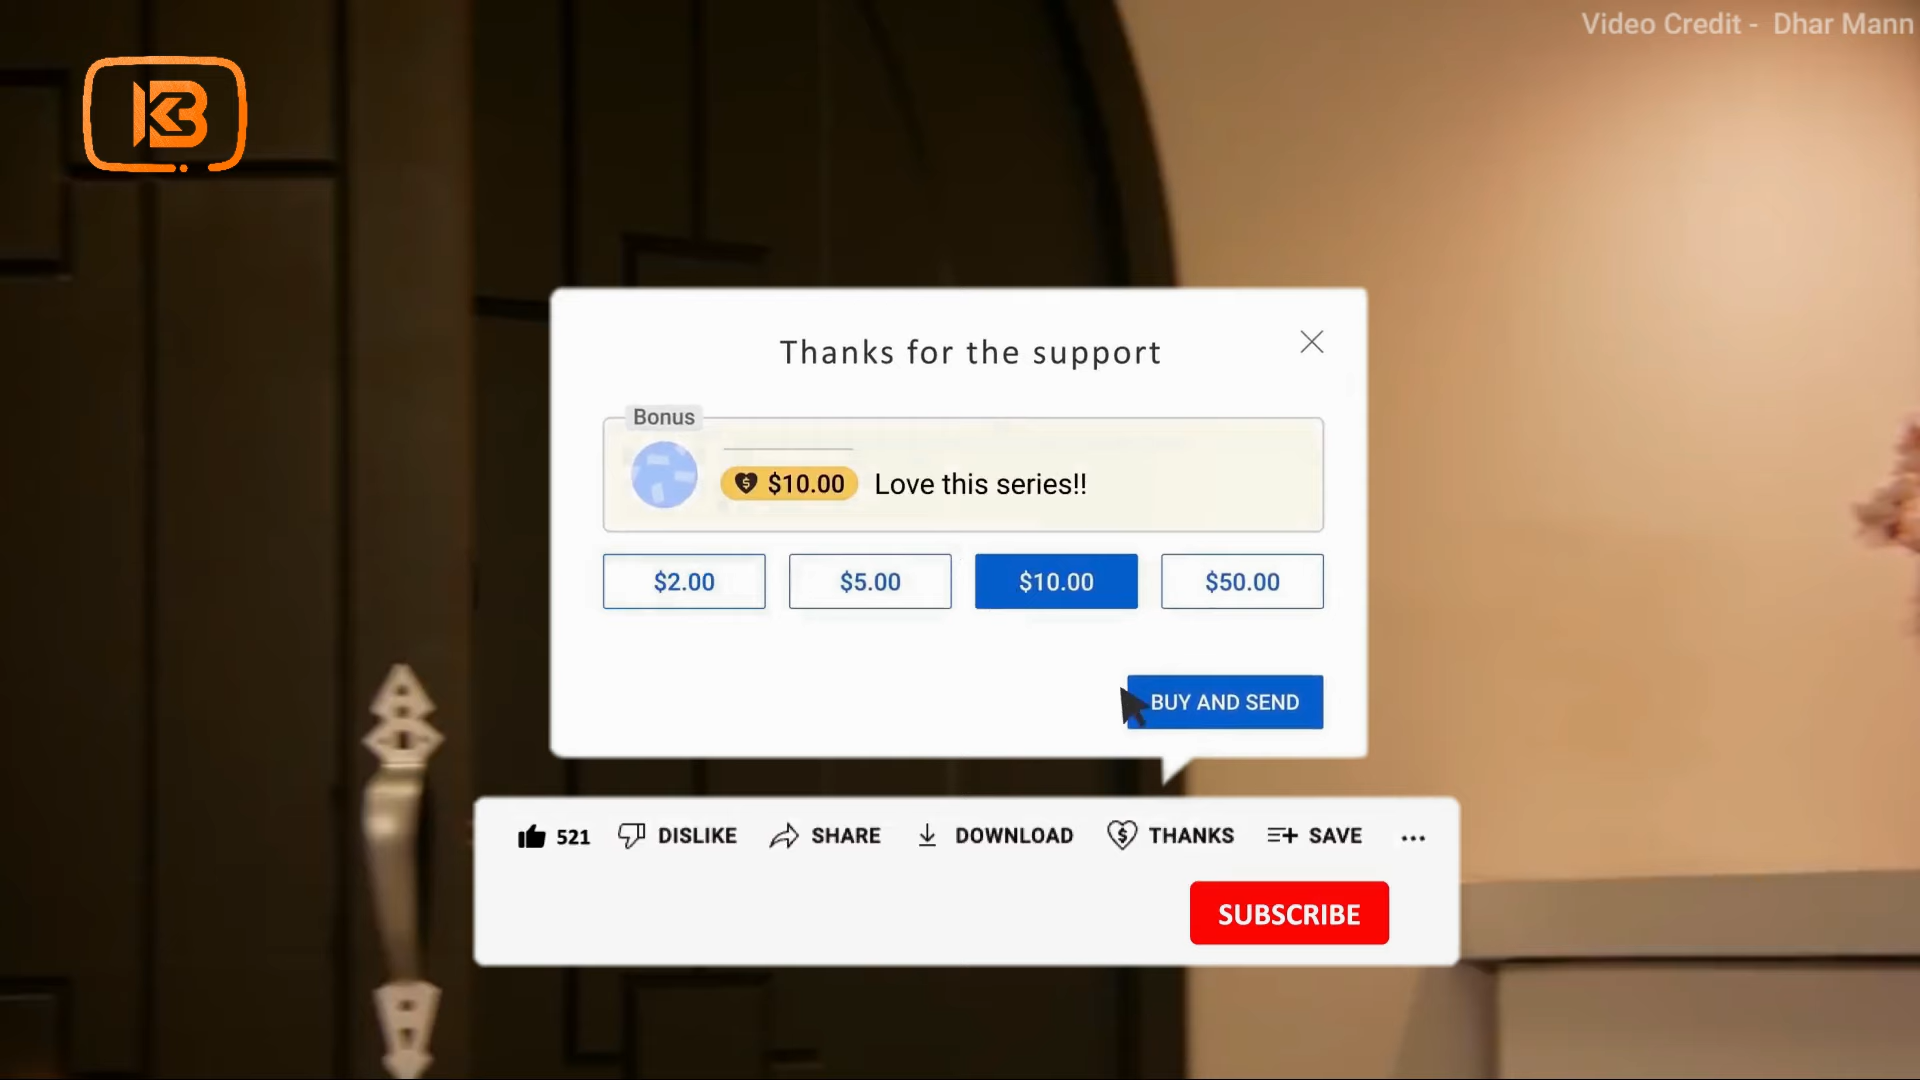 Video Credit -  Dhar Mann
KB
Thanks for the support
Bonus
$ $10.00 Love this series!!
$2.00 $5.00 $10.00 $50.00
BUY AND SEND
521 DISLIKE SHARE DOWNLOAD $ THANKS SAVE ...
SUBSCRIBE